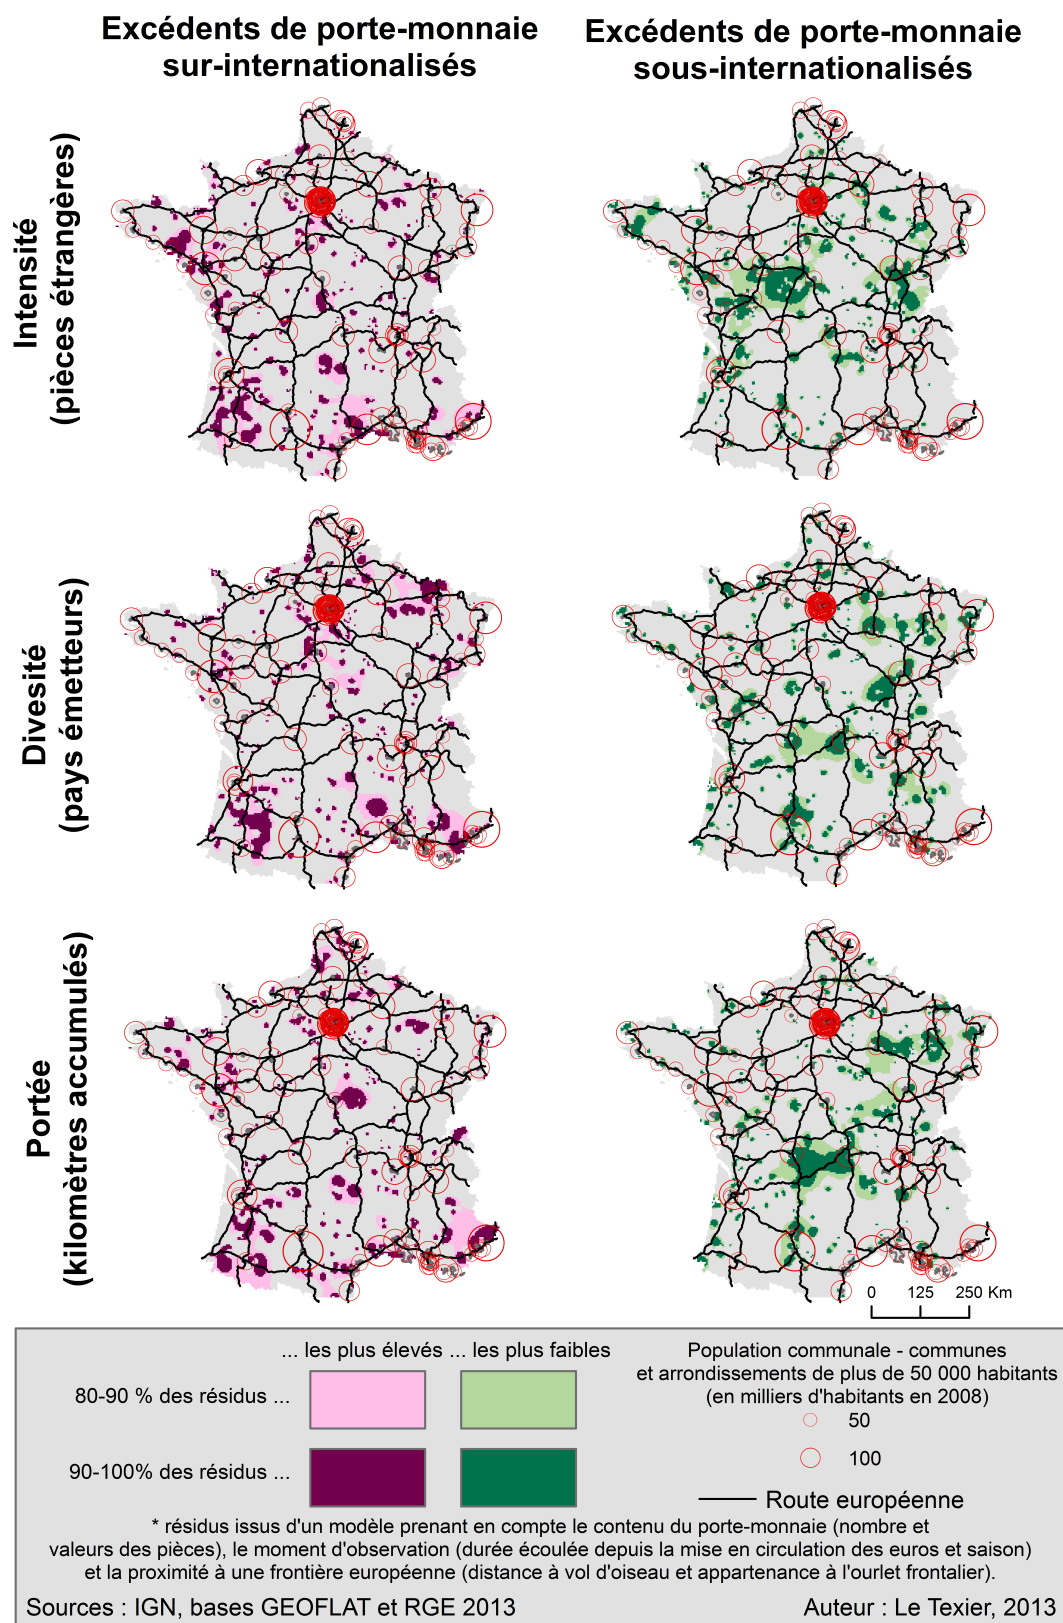 Excédents de porte-monnaie
sur-internationalisés
Excédents de porte-monnaie
sous-internationalisés
Intensité
(pièces étrangères)
Divesité
(pays émetteurs)
Portée
(kilomètres accumulés)
0 125 250 Km
... les plus élevés ... les plus faibles
80-90 % des résidus ...
90-100% des résidus ...
Population communale - communes
et arrondissements de plus de 50 000 habitants
(en milliers d'habitants en 2008)
50
100
Route européenne
* résidus issus d'un modèle prenant en compte le contenu du porte-monnaie (nombre et
valeurs des pièces), le moment d'observation (durée écoulée depuis la mise en circulation des euros et saison)
et la proximité à une frontière européenne (distance à vol d'oiseau et appartenance à l'ourlet frontalier).
Sources : IGN, bases GEOFLAT et RGE 2013
Auteur : Le Texier, 2013